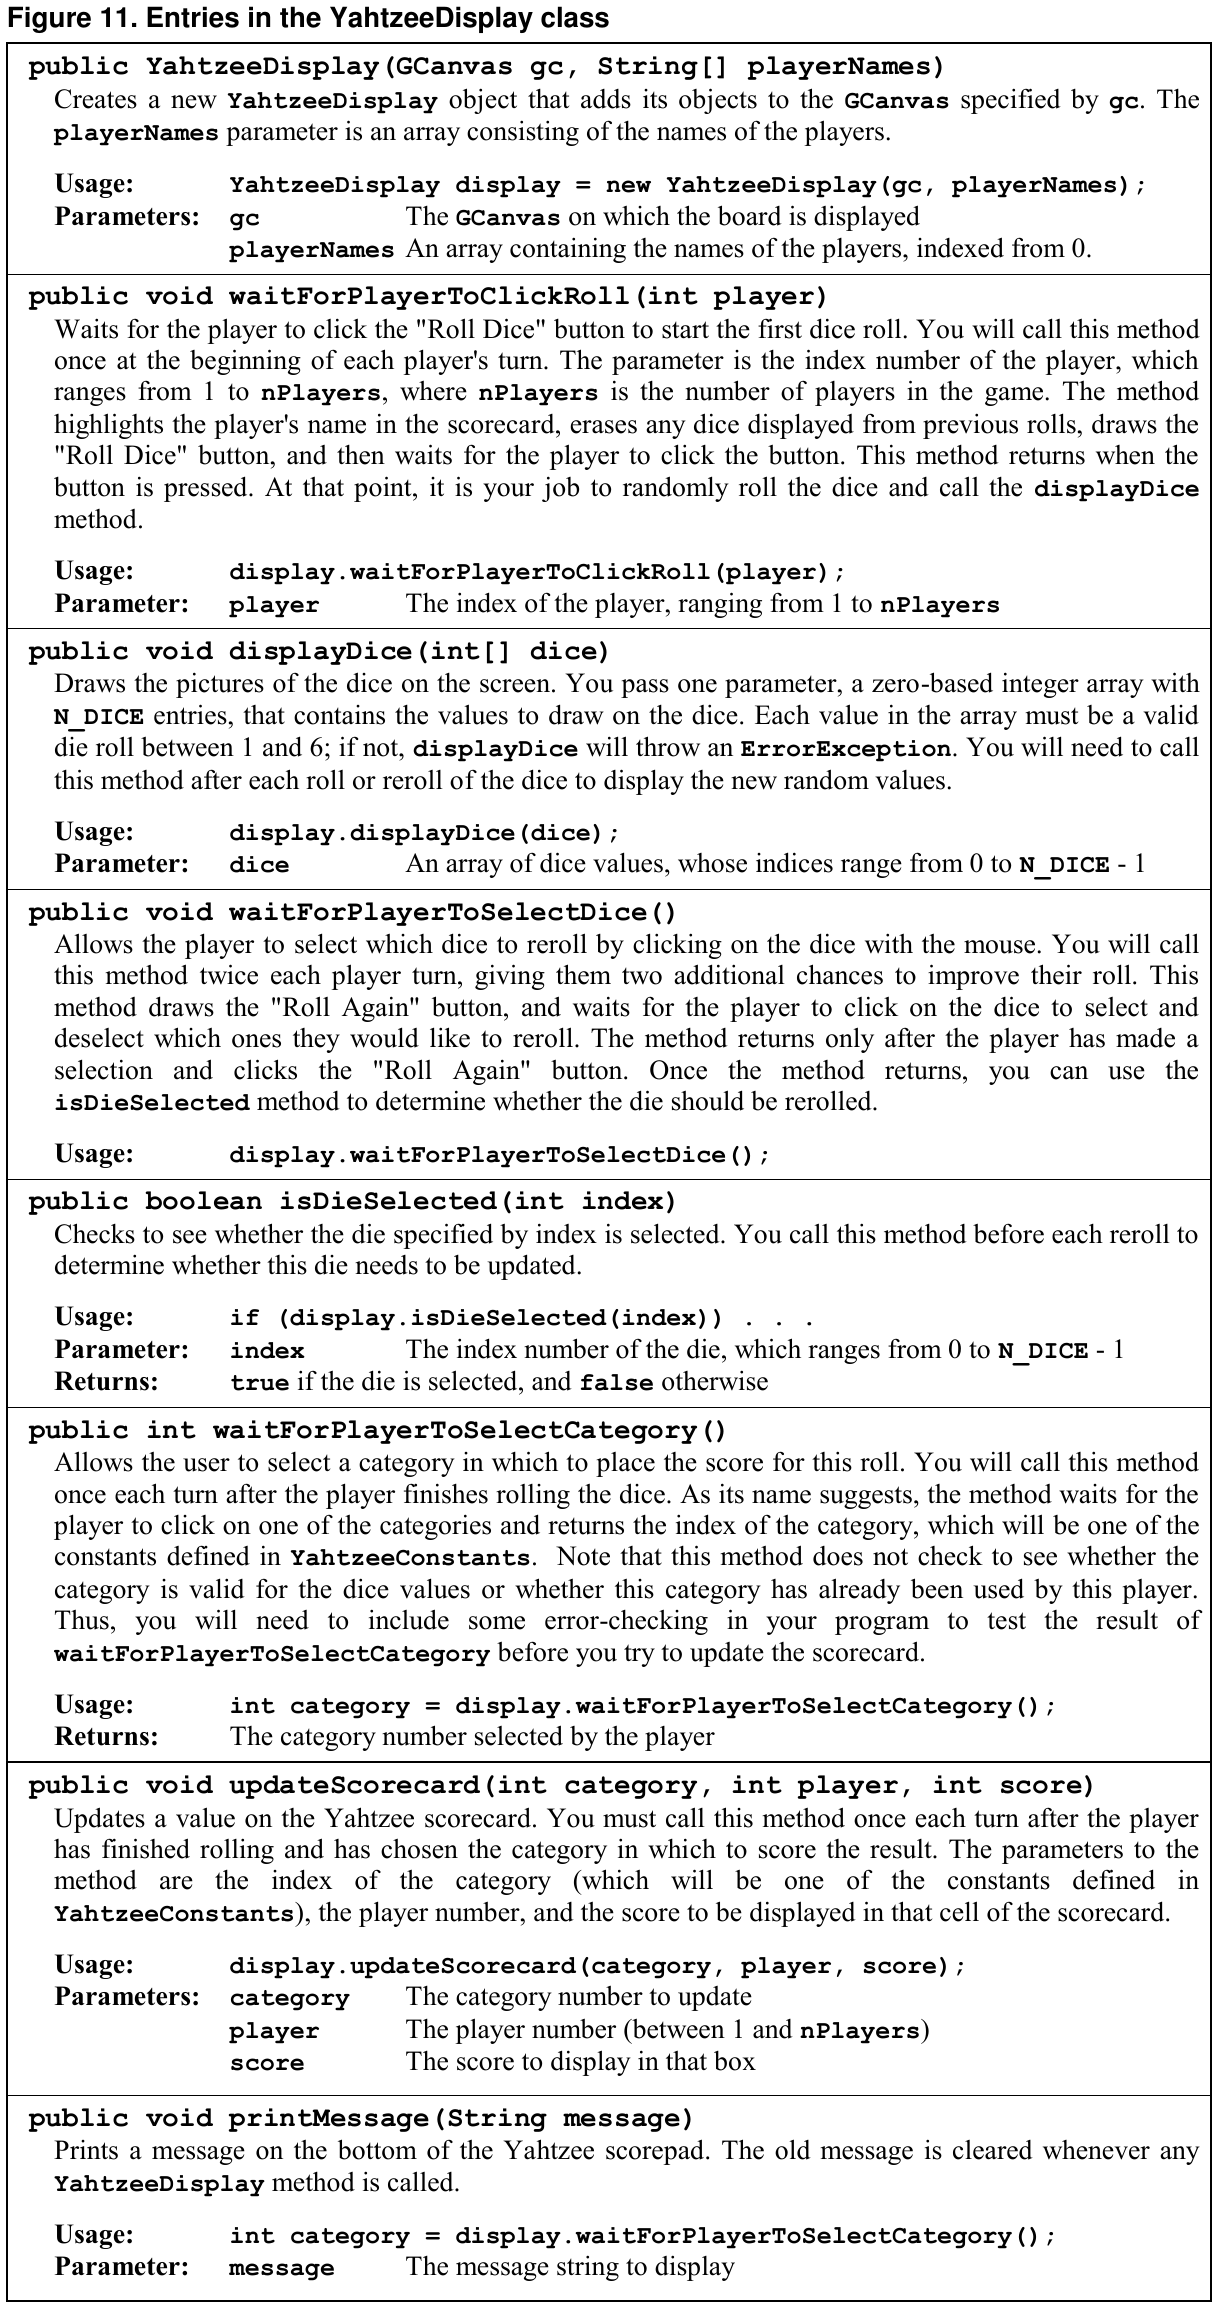 Figure 11. Entries in the YahtzeeDisplay class
public YahtzeeDisplay(GCanvas gc, String[] playerNames)
Creates a new YahtzeeDisplay object that adds its objects to the GCanvas specified by gc. The
playerNames parameter is an array consisting of the names of the players.
Usage: YahtzeeDisplay display = new YahtzeeDisplay(gc, playerNames);
Parameters: gc The GCanvas on which the board is displayed
playerNames An array containing the names of the players, indexed from 0.
public void waitForPlayerToClickRoll(int player)
Waits for the player to click the "Roll Dice" button to start the first dice roll. You will call this method
once at the beginning of each player's turn. The parameter is the index number of the player, which
ranges from 1 to nPlayers, where nPlayers is the number of players in the game. The method
highlights the player's name in the scorecard, erases any dice displayed from previous rolls, draws the
"Roll Dice" button, and then waits for the player to click the button. This method returns when the
button is pressed. At that point, it is your job to randomly roll the dice and call the displayDice
method.
Usage: display.waitForPlayerToClickRoll(player);
Parameter: player The index of the player, ranging from 1 to nPlayers
public void displayDice(int[] dice)
Draws the pictures of the dice on the screen. You pass one parameter, a zero-based integer array with
N_DICE entries, that contains the values to draw on the dice. Each value in the array must be a valid
die roll between 1 and 6; if not, displayDice will throw an ErrorException. You will need to call
this method after each roll or reroll of the dice to display the new random values.
Usage: display.displayDice(dice);
Parameter: dice An array of dice values, whose indices range from 0 to N_DICE - 1
public void waitForPlayerToSelectDice()
Allows the player to select which dice to reroll by clicking on the dice with the mouse. You will call
this method twice each player turn, giving them two additional chances to improve their roll. This
method draws the "Roll Again" button, and waits for the player to click on the dice to select and
deselect which ones they would like to reroll. The method returns only after the player has made a
selection and clicks the "Roll Again" button. Once the method returns, you can use the
isDieSelected method to determine whether the die should be rerolled.
Usage: display.waitForPlayerToSelectDice();
public boolean isDieSelected(int index)
Checks to see whether the die specified by index is selected. You call this method before each reroll to
determine whether this die needs to be updated.
Usage: if (display.isDieSelected(index)) . . .
Parameter: index The index number of the die, which ranges from 0 to N_DICE - 1
Returns: true if the die is selected, and false otherwise
public int waitForPlayerToSelectCategory()
Allows the user to select a category in which to place the score for this roll. You will call this method
once each turn after the player finishes rolling the dice. As its name suggests, the method waits for the
player to click on one of the categories and returns the index of the category, which will be one of the
constants defined in YahtzeeConstants. Note that this method does not check to see whether the
category is valid for the dice values or whether this category has already been used by this player.
Thus, you will need to include some error-checking in your program to test the result of
waitForPlayerToSelectCategory before you try to update the scorecard.
Usage: int category = display.waitForPlayerToSelectCategory();
Returns: The category number selected by the player
public void updateScorecard(int category, int player, int score)
Updates a value on the Yahtzee scorecard. You must call this method once each turn after the player
has finished rolling and has chosen the category in which to score the result. The parameters to the
method are the index of the category (which will be one of the constants defined in
YahtzeeConstants), the player number, and the score to be displayed in that cell of the scorecard.
Usage: display.updateScorecard(category, player, score);
Parameters: category The category number to update
player The player number (between 1 and nPlayers)
score The score to display in that box
public void printMessage(String message)
Prints a message on the bottom of the Yahtzee scorepad. The old message is cleared whenever any
YahtzeeDisplay method is called.
Usage: int category = display.waitForPlayerToSelectCategory();
Parameter: message The message string to display